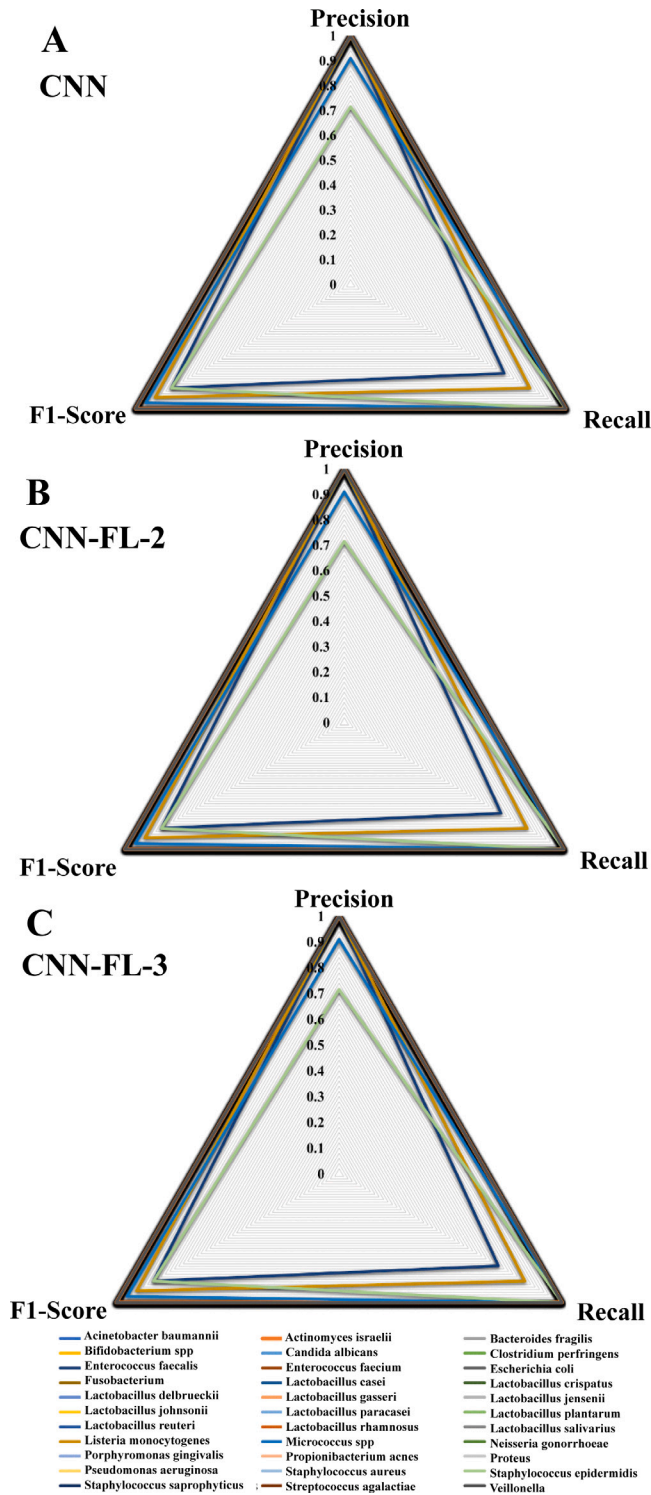 Precision
A
CNN
1
0.9
0.8
0.7
0.6
0.5
0.4
0.3
0.2
0.1
0
F1-Score
Recall
Precision
B
CNN-FL-2
1
0.9
0.8
0.7
0.6
0.5
0.4
0.3
0.2
0.1
0
F1-Score
Recall
Precision
C
CNN-FL-3
1
0.9
0.8
0.7
0.6
0.5
0.4
0.3
0.2
0.1
0
F1-Score
Recall
Acinetobacter baumannii Actinomyces israelii Bacteroides fragilis
Bifidobacterium spp Candida albicans Clostridium perfringens
Enterococcus faecalis Enterococcus faecium Escherichia coli
Fusobacterium Lactobacillus casei Lactobacillus crispatus
Lactobacillus delbrueckii Lactobacillus gasseri Lactobacillus jensenii
Lactobacillus johnsonii Lactobacillus paracasei Lactobacillus plantarum
Lactobacillus reuteri Lactobacillus rhamnosus Lactobacillus salivarius
Listeria monocytogenes Micrococcus spp Neisseria gonorrhoeae
Porphyromonas gingivalis Propionibacterium acnes Proteus
Pseudomonas aeruginosa Staphylococcus aureus Staphylococcus epidermidis
Staphylococcus saprophyticus s Streptococcus agalactiae Veillonella